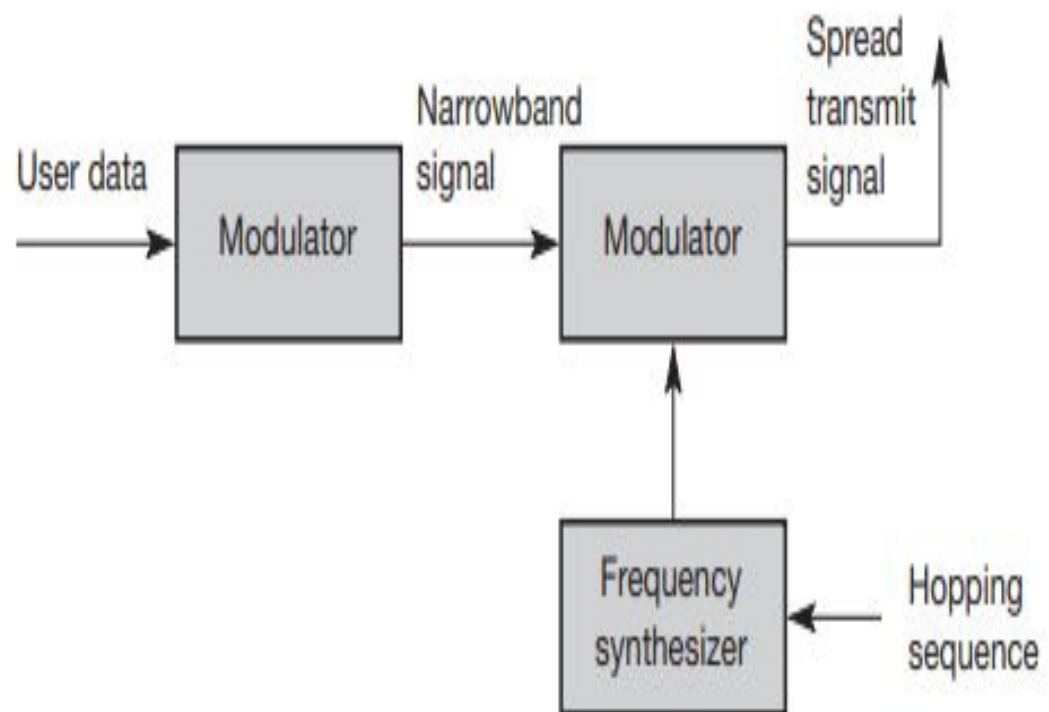 User data
Modulator
Narrowband
signal
Modulator
Spread
transmit
signal
Frequency
synthesizer
Hopping
sequence